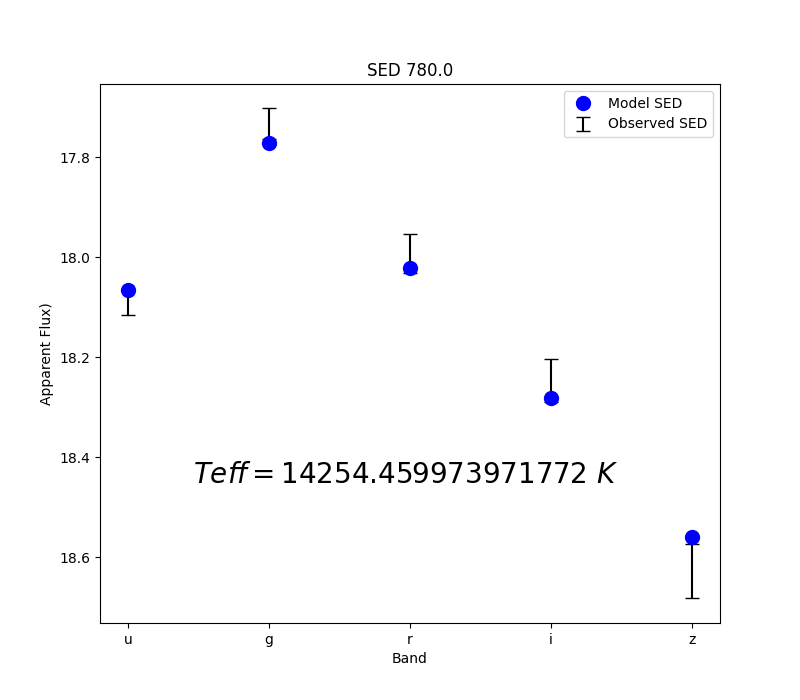 SED 780.0
Model SED
Observed SED
17.8
18.0
18.2
18.4
18.6
Apparent Flux)
Teff = 14254.459973971772 K
u g r i z
Band